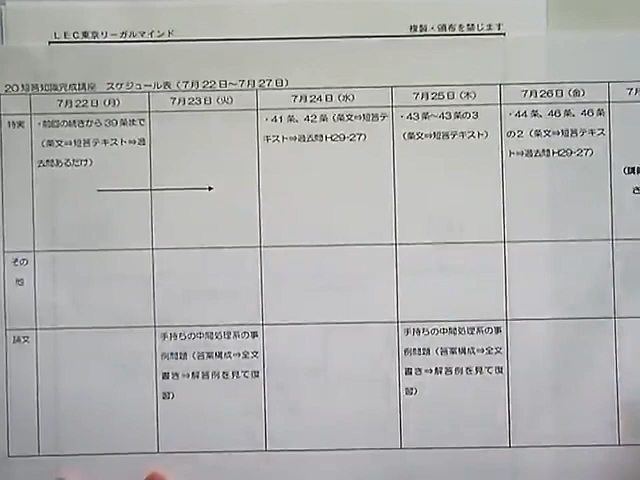 LEC東京リーガルマインド
複製・頒布を禁じます
20短答知識完成講座 スケジュール表（7月22日～7月27日）
7月22日（月） 7月23日（火） 7月24日（水） 7月25日（木） 7月26日（金）
特実
・前回の続きから39条まで
（条文⇒短答テキスト⇒過
去問あるだけ）
・41条、42条（条文⇒短答テ
キスト⇒過去問H29-27）
・43条～43条の3
（条文⇒短答テキスト）
・44条、46条、46条
の2（条文⇒短答テキス
ト⇒過去問H29-27）
その
他
論文
手持ちの中間処理系の事
例問題（答案構成⇒全文
書き⇒解答例を見て復
習）
手持ちの中間処理系の事
例問題（答案構成⇒全文
書き⇒解答例を見て復
習）